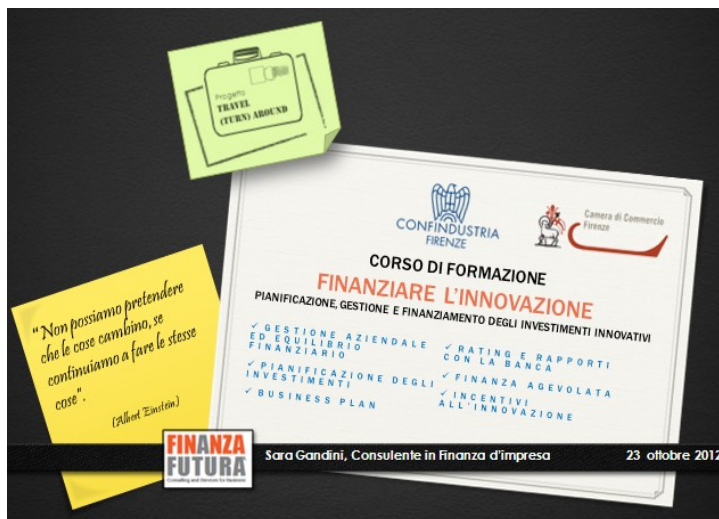 Progetto
TRAVEL
(TURN) AROUND
CONFINDUSTRIA
FIRENZE
Camera di Commercio
Firenze
CORSO DI FORMAZIONE
FINANZIARE L'INNOVAZIONE
PIANIFICAZIONE, GESTIONE E FINANZIAMENTO DEGLI INVESTIMENTI INNOVATIVI
✓ GESTIONE AZIENDALE
ED EQUILIBRIO
FINANZIARIO
✓ PIANIFICAZIONE DEGLI
INVESTIMENTI
✓ BUSINESS PLAN
✓ RATING E RAPPORTI
CON LA BANCA
✓ FINANZA AGEVOLATA
✓ INCENTIVI
ALL'INNOVAZIONE
"Non possiamo pretendere
che le cose cambino, se
continuiamo a fare le stesse
cose".
(Albert Einstein)
FINANZA
FUTURA
Consulting and Services for Business
Sara Gandini, Consulente in Finanza d'impresa
23 ottobre 2012